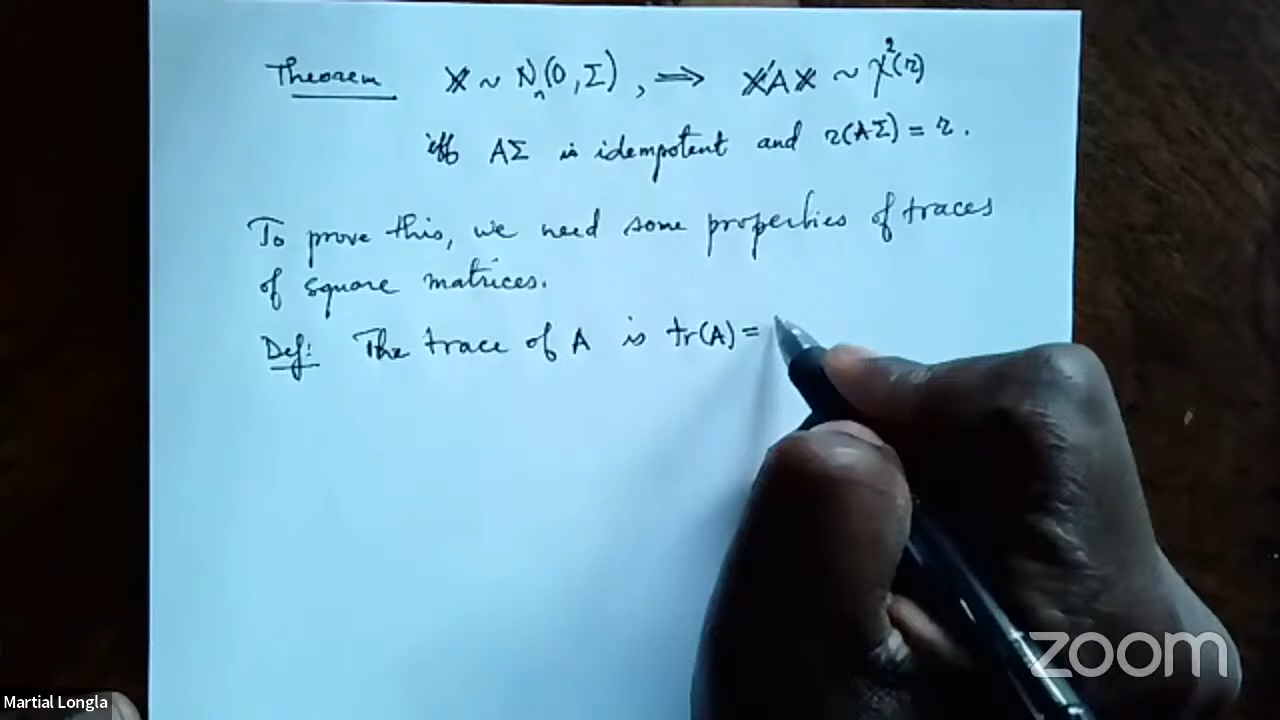 Theorem X ~ Nₙ(0, Σ), ⟹ X'AX ~ χ²(r)
iff AΣ is idempotent and r(AΣ) = r.
To prove this, we need some properties of traces
of square matrices.
Def: The trace of A is tr(A) =
zoom
Martial Longla